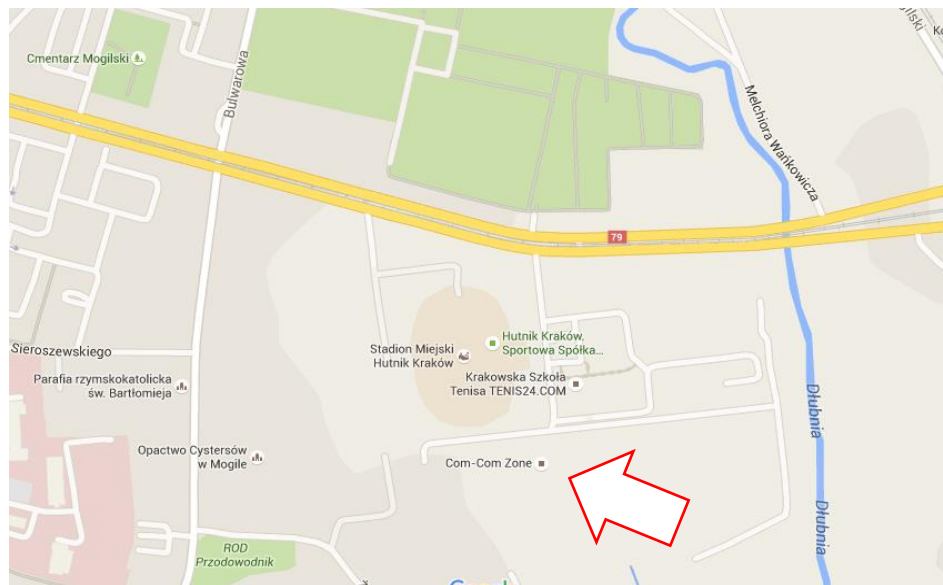 Cmentarz Mogilski
Bulwarowa
Melchiora Wańkowicza
79
Sieroszewskiego
Stadion Miejski
Hutnik Kraków
Hutnik Kraków,
Sportowa Spółka...
Parafia rzymskokatolicka
św. Bartłomieja
Krakowska Szkoła
Tenisa TENIS24.COM
Dłubnia
Opactwo Cystersów
w Mogile
Com-Com Zone
Dłubnia
ROD
Przodowodnik